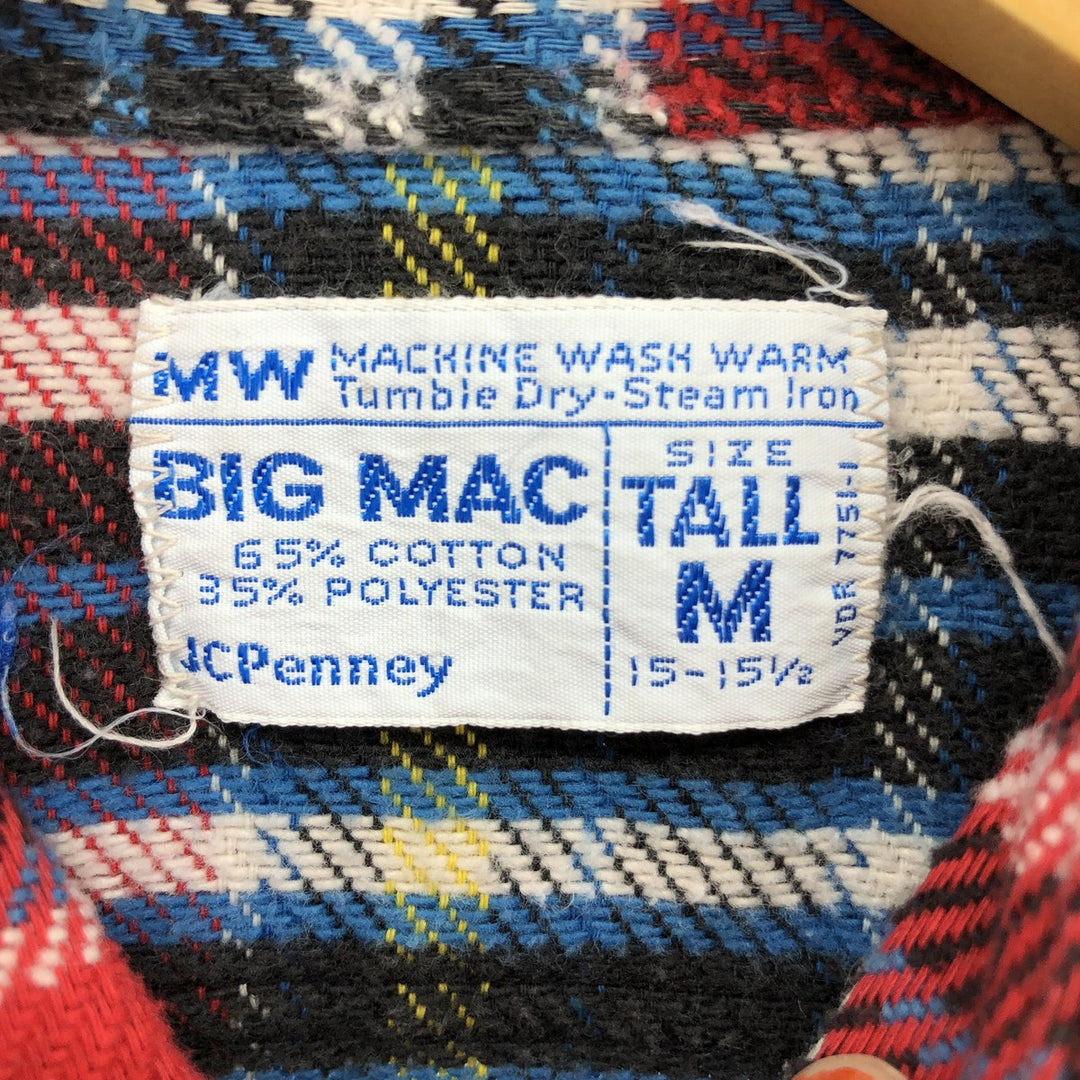 MW MACHINE WASH WARM
Tumble Dry • Steam Iron
BIG MAC
65% COTTON
35% POLYESTER
JCPenney
SIZE
TALL
M
15-15½
VDR 7751-1